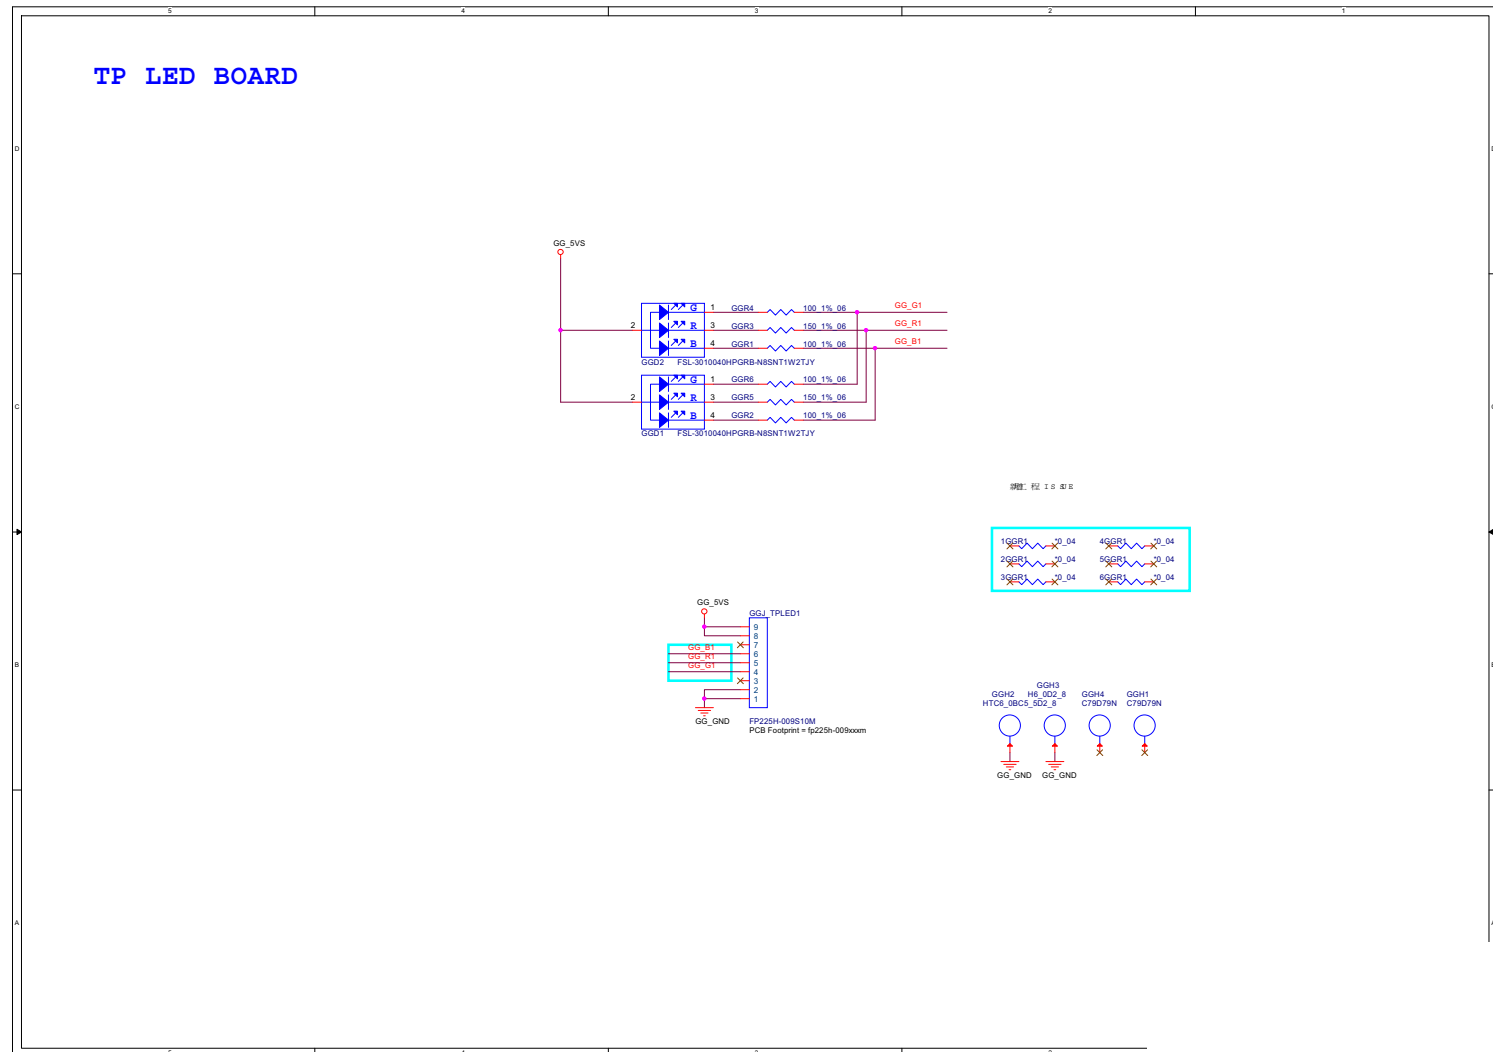 5 4 3 2 1
TP LED BOARD
D
GG_5VS
G 1 GGR4 100_1%_06 GG_G1
2 R 3 GGR3 150_1%_06 GG_R1
B 4 GGR1 100_1%_06 GG_B1
GGD2 FSL-3010040HPGRB-N8SNT1W2TJY
G 1 GGR6 100_1%_06
2 R 3 GGR5 150_1%_06
B 4 GGR2 100_1%_06
GGD1 FSL-3010040HPGRB-N8SNT1W2TJY
C
程 ISSUE
1GGR1 *0_04 4GGR1 *0_04
2GGR1 *0_04 5GGR1 *0_04
3GGR1 *0_04 6GGR1 *0_04
GG_5VS
GGJ_TPLED1
9
8
7
GG_B1 6
GG_R1 5
GG_G1 4
3
2
1
GG_GND
FP225H-009S10M
PCB Footprint = fp225h-009xxxm
B
GGH2 GGH3 GGH4 GGH1
HTC6_0BC5_5D2_8 H6_0D2_8 C79D79N C79D79N
GG_GND GG_GND
A